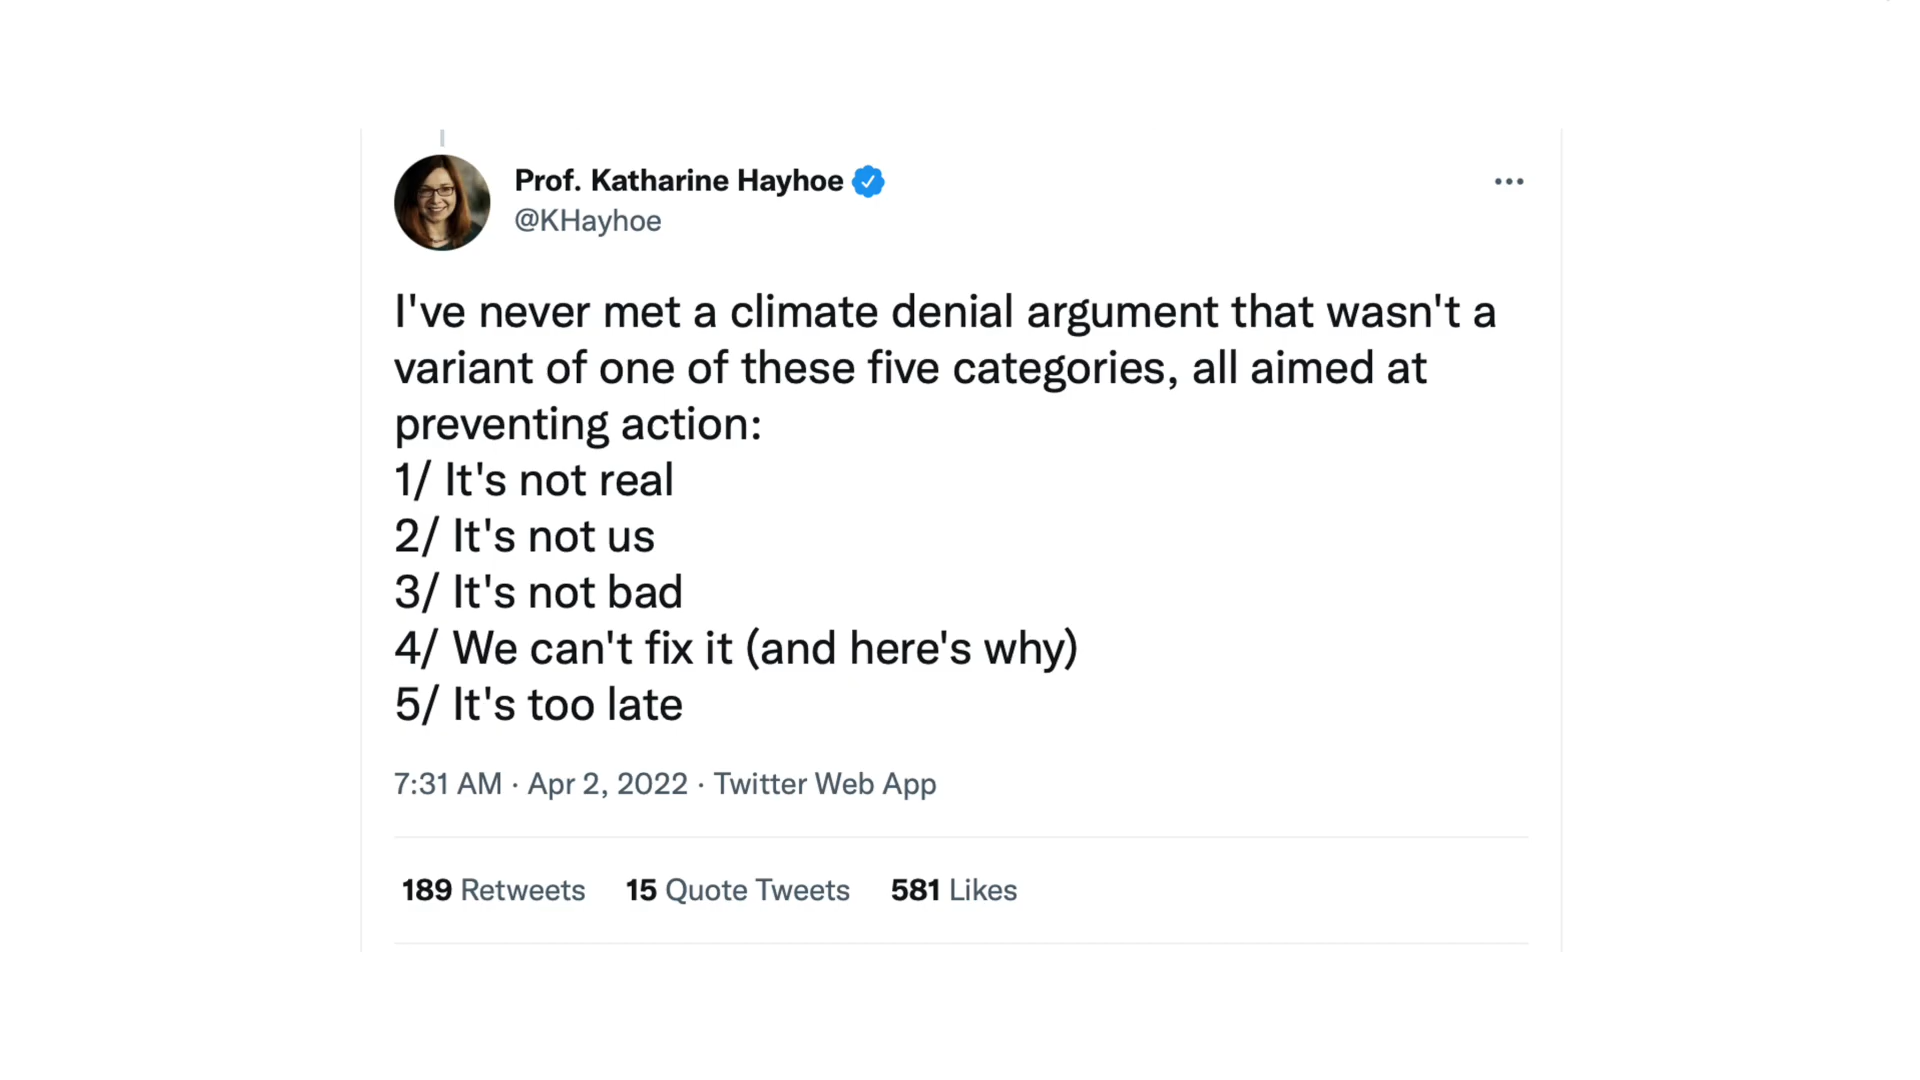 Prof. Katharine Hayhoe
@KHayhoe
I've never met a climate denial argument that wasn't a
variant of one of these five categories, all aimed at
preventing action:
1/ It's not real
2/ It's not us
3/ It's not bad
4/ We can't fix it (and here's why)
5/ It's too late
7:31 AM · Apr 2, 2022 · Twitter Web App
189 Retweets 15 Quote Tweets 581 Likes